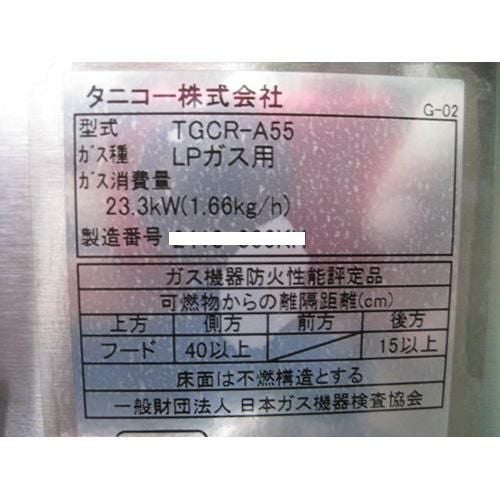 タニコー株式会社
G-02
型式 TGCR-A55
ガス種 LPガス用
ガス消費量
23.3kW(1.66kg/h)
製造番号
ガス機器防火性能評定品
可燃物からの離隔距離(cm)
上方 側方 前方 後方
フード 40以上 15以上
床面は不燃構造とする
一般財団法人 日本ガス機器検査協会